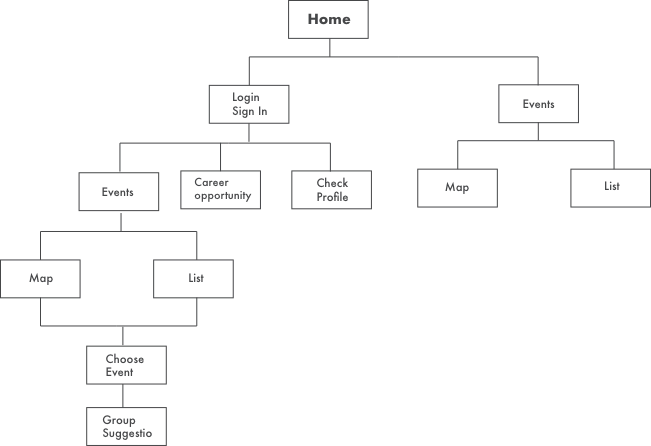 Home
Login
Sign In
Events
Events
Career
opportunity
Check
Profile
Map
List
Map
List
Choose
Event
Group
Suggestio